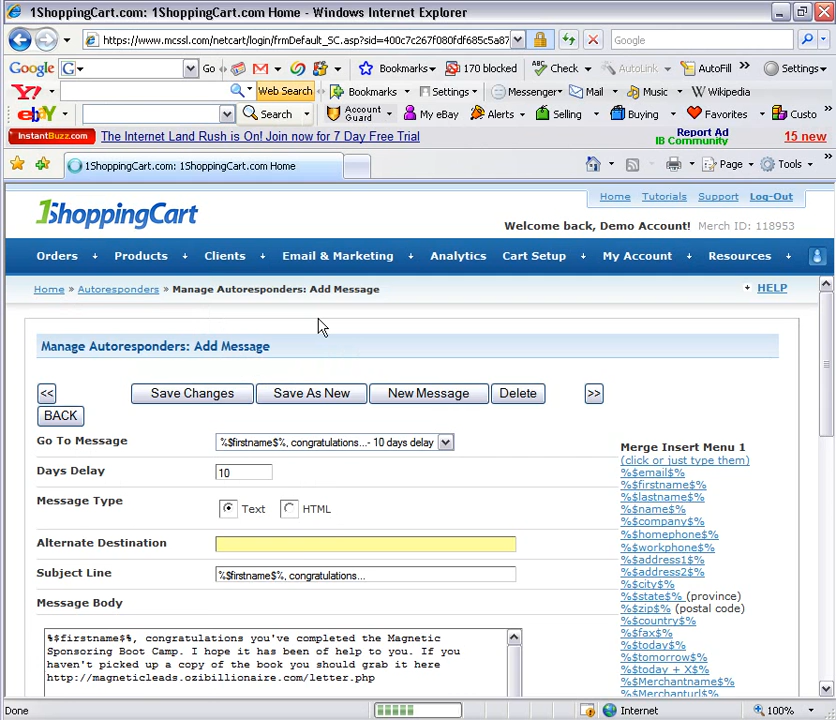 1ShoppingCart.com: 1ShoppingCart.com Home - Windows Internet Explorer
https://www.mcssl.com/netcart/login/frmDefault_SC.asp?sid=400c7c267f080fdf685c5a87
Google
Google G Go Bookmarks 170 blocked Check AutoLink AutoFill Settings
Y! Web Search Bookmarks Settings Messenger Mail Music Wikipedia
ebY Search Account Guard My eBay Alerts Selling Buying Favorites Custo
InstantBuzz.com The Internet Land Rush is On! Join now for 7 Day Free Trial Report Ad IB Community 15 new
1ShoppingCart.com: 1ShoppingCart.com Home Page Tools
Home Tutorials Support Log-Out
1ShoppingCart
Welcome back, Demo Account! Merch ID: 118953
Orders Products Clients Email & Marketing Analytics Cart Setup My Account Resources
Home » Autoresponders » Manage Autoresponders: Add Message + HELP
Manage Autoresponders: Add Message
<< Save Changes Save As New New Message Delete >>
BACK
Go To Message %$firstname$%, congratulations...- 10 days delay
Days Delay 10
Message Type Text HTML
Alternate Destination
Subject Line %$firstname$%, congratulations...
Message Body
%$firstname$%, congratulations you've completed the Magnetic
Sponsoring Boot Camp. I hope it has been of help to you. If you
haven't picked up a copy of the book you should grab it here
http://magneticleads.ozibillionaire.com/letter.php
Merge Insert Menu 1
(click or just type them)
%$email$%
%$firstname$%
%$lastname$%
%$name$%
%$company$%
%$homephone$%
%$workphone$%
%$address1$%
%$address2$%
%$city$%
%$state$% (province)
%$zip$% (postal code)
%$country$%
%$fax$%
%$today$%
%$tomorrow$%
%$today + X$%
%$Merchantname$%
%$Merchanturl$%
Done Internet 100%